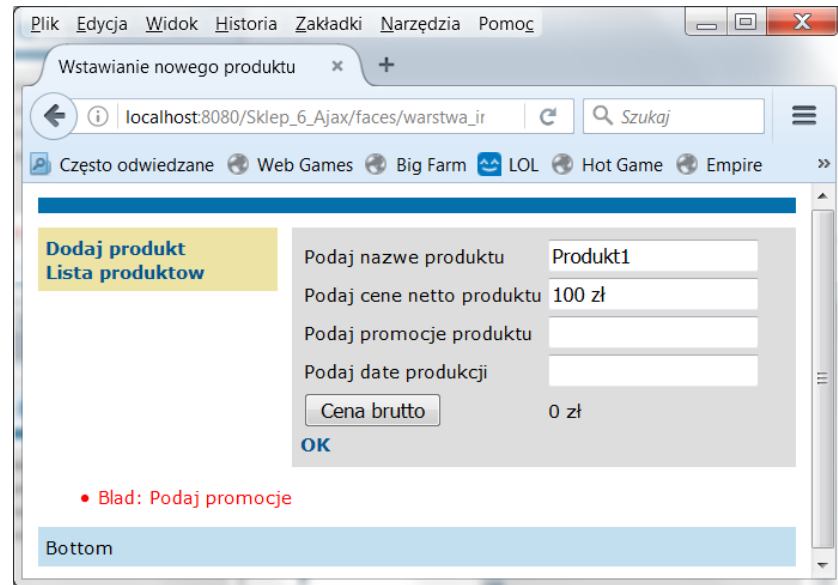 Plik Edycja Widok Historia Zakładki Narzędzia Pomoc
Wstawianie nowego produktu
localhost:8080/Sklep_6_Ajax/faces/warstwa_ir
Szukaj
Często odwiedzane Web Games Big Farm LOL Hot Game Empire »
Dodaj produkt
Lista produktow
Podaj nazwe produktu Produkt1
Podaj cene netto produktu 100 zł
Podaj promocje produktu
Podaj date produkcji
Cena brutto 0 zł
OK
• Blad: Podaj promocje
Bottom